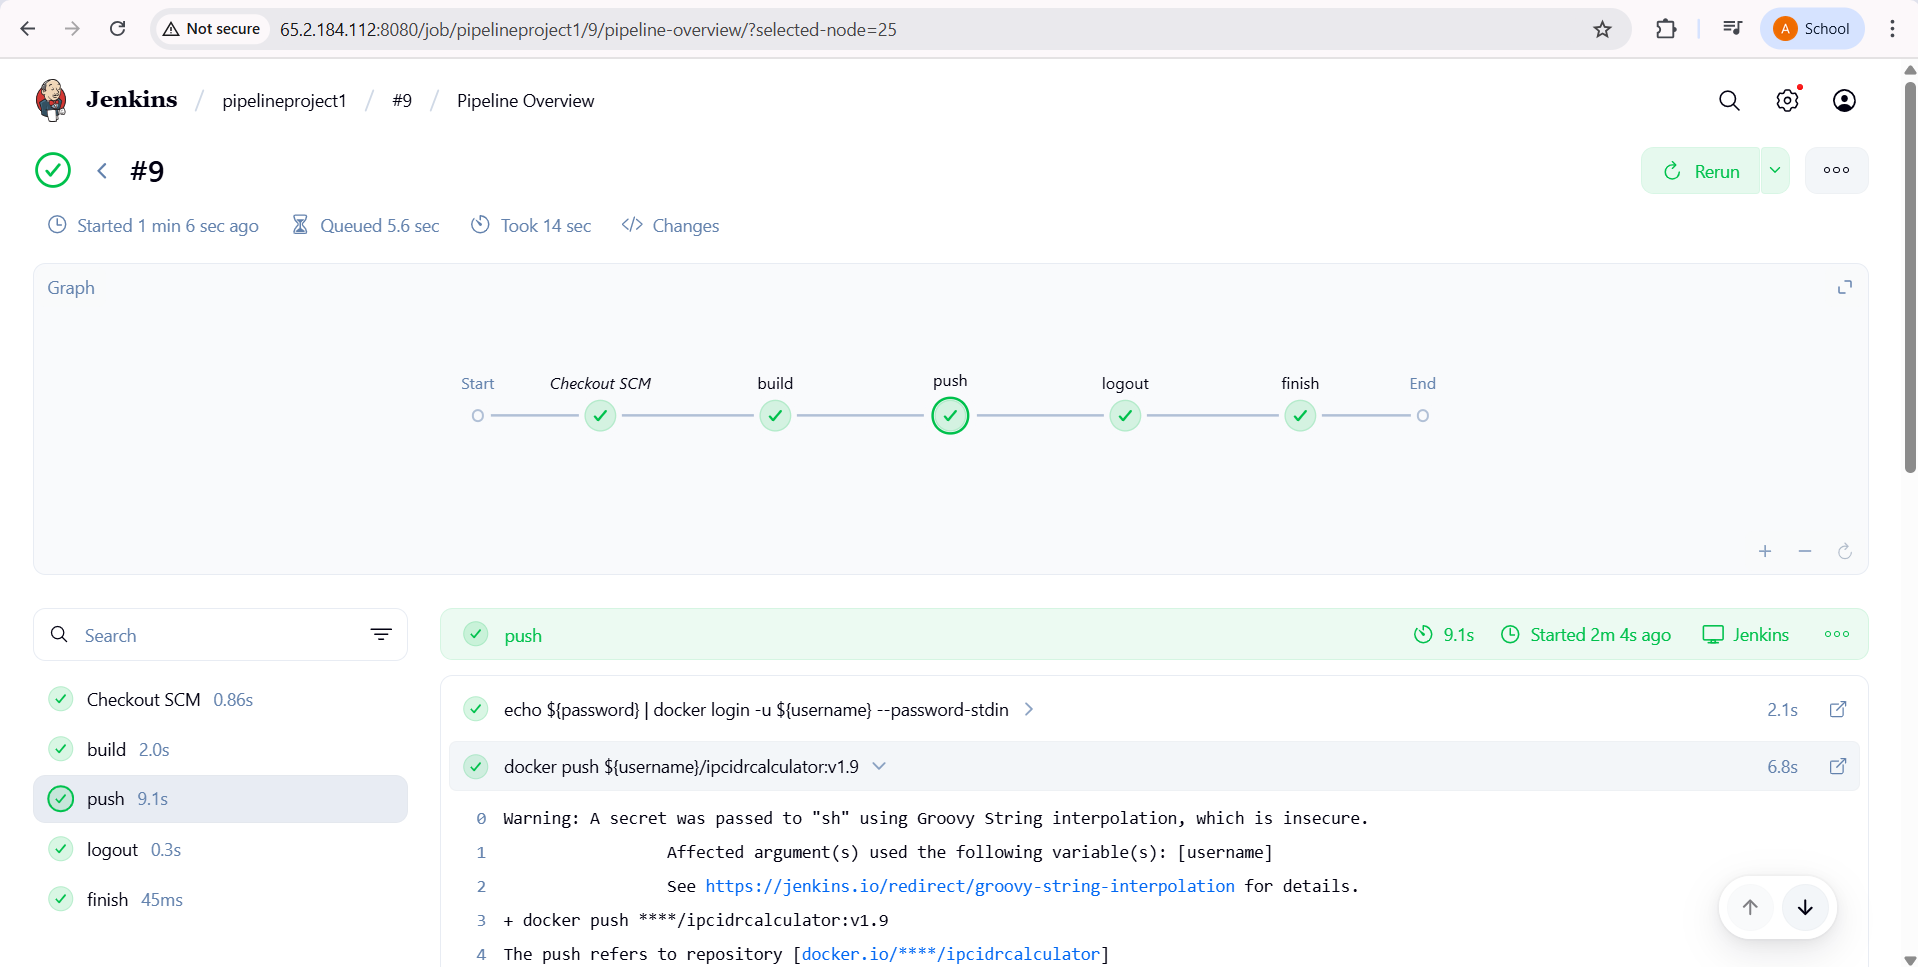 Not secure 65.2.184.112:8080/job/pipelineproject1/9/pipeline-overview/?selected-node=25
A School
Jenkins / pipelineproject1 / #9 / Pipeline Overview
#9
Rerun
Started 1 min 6 sec ago Queued 5.6 sec Took 14 sec </> Changes
Graph
Start Checkout SCM build push logout finish End
Search
push 9.1s Started 2m 4s ago Jenkins
Checkout SCM 0.86s
build 2.0s
push 9.1s
logout 0.3s
finish 45ms
echo ${password} | docker login -u ${username} --password-stdin 2.1s
docker push ${username}/ipcidrcalculator:v1.9 6.8s
0 Warning: A secret was passed to "sh" using Groovy String interpolation, which is insecure.
1 Affected argument(s) used the following variable(s): [username]
2 See https://jenkins.io/redirect/groovy-string-interpolation for details.
3 + docker push ****/ipcidrcalculator:v1.9
4 The push refers to repository [docker.io/****/ipcidrcalculator]